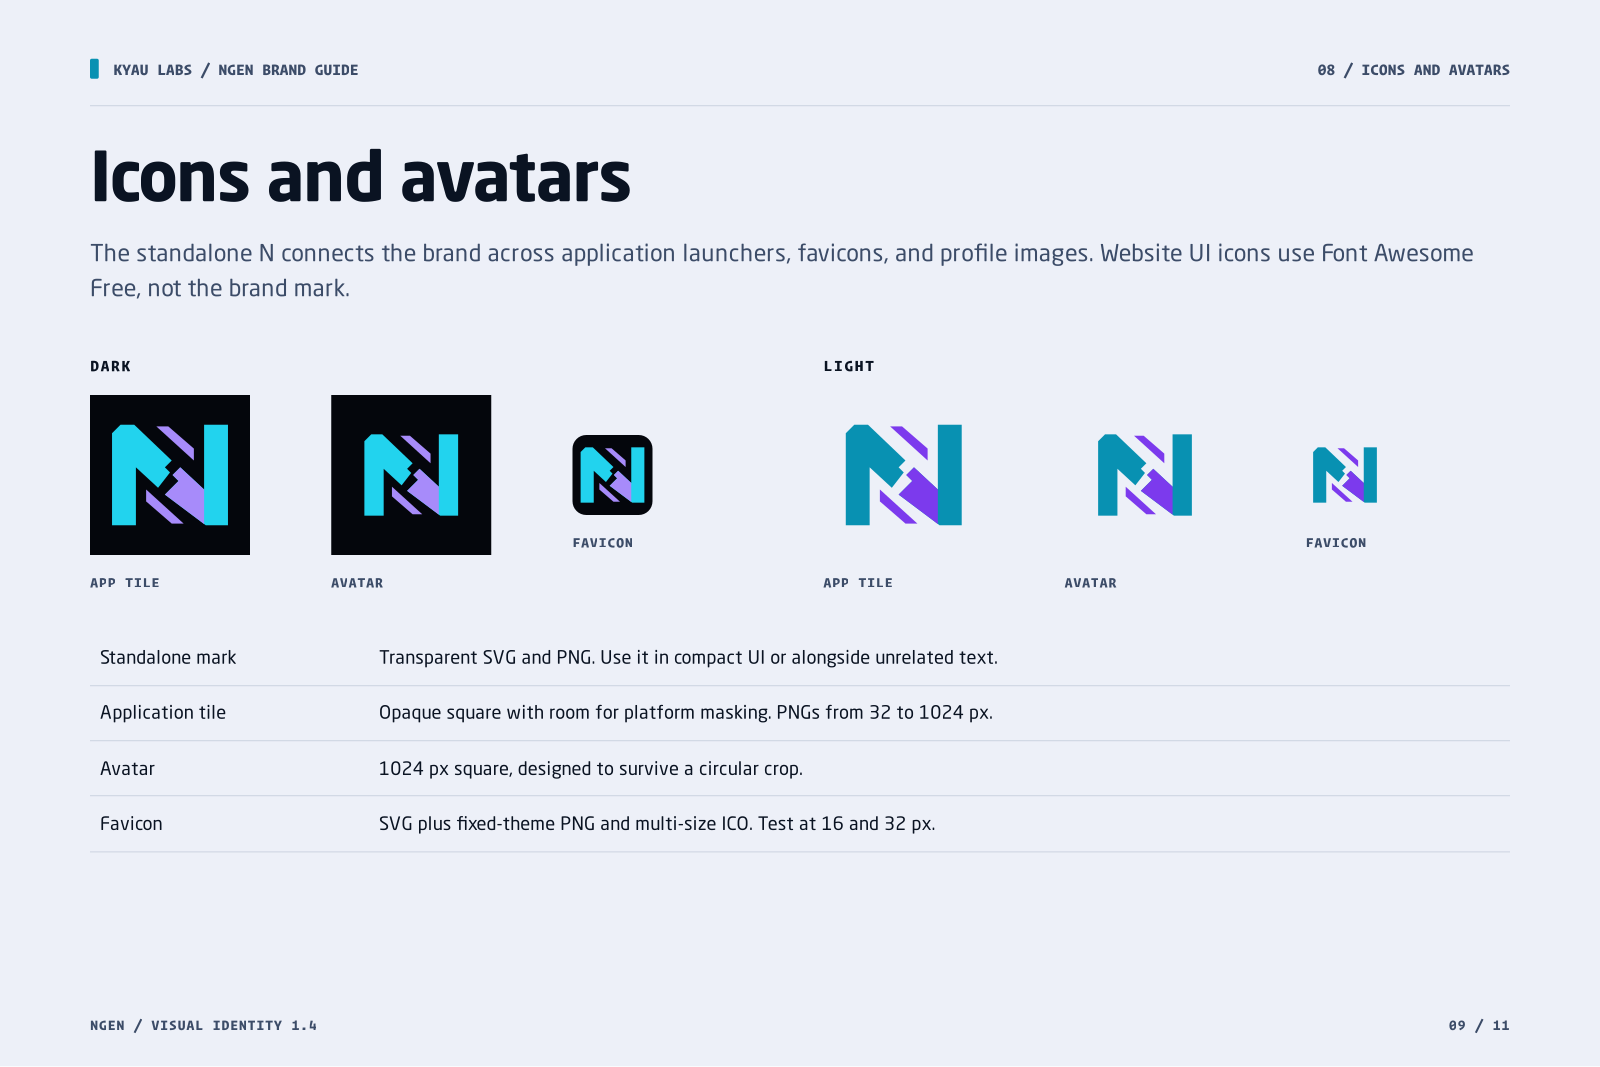 KYAU LABS / NGEN BRAND GUIDE
08 / ICONS AND AVATARS
Icons and avatars
The standalone N connects the brand across application launchers, favicons, and profile images. Website UI icons use Font Awesome
Free, not the brand mark.
DARK
LIGHT
FAVICON
FAVICON
APP TILE
AVATAR
APP TILE
AVATAR
Standalone mark
Transparent SVG and PNG. Use it in compact UI or alongside unrelated text.
Application tile
Opaque square with room for platform masking. PNGs from 32 to 1024 px.
Avatar
1024 px square, designed to survive a circular crop.
Favicon
SVG plus fixed-theme PNG and multi-size ICO. Test at 16 and 32 px.
NGEN / VISUAL IDENTITY 1.4
09 / 11